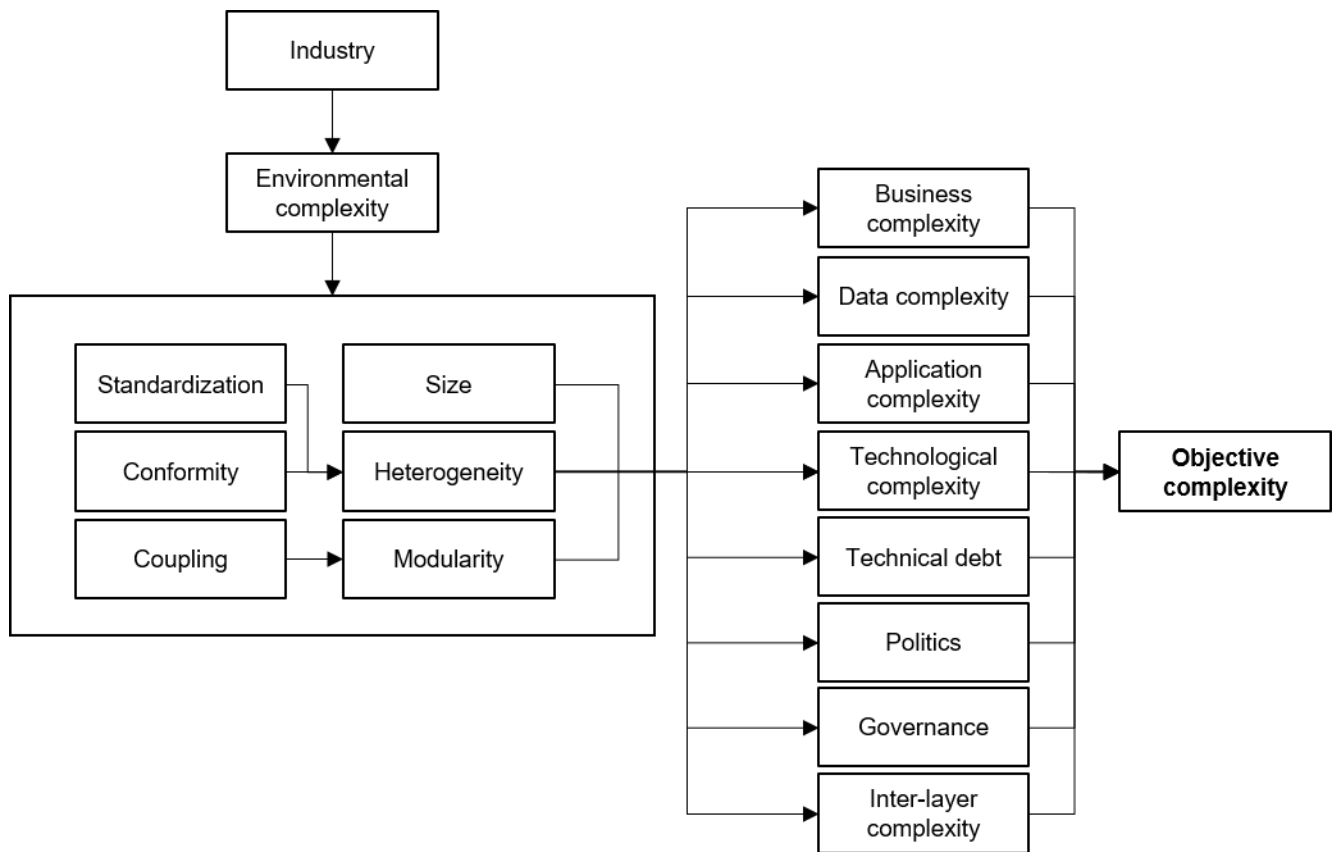 Industry
Environmental
complexity
Standardization
Size
Conformity
Heterogeneity
Coupling
Modularity
Business
complexity
Data complexity
Application
complexity
Technological
complexity
Technical debt
Politics
Governance
Inter-layer
complexity
Objective
complexity